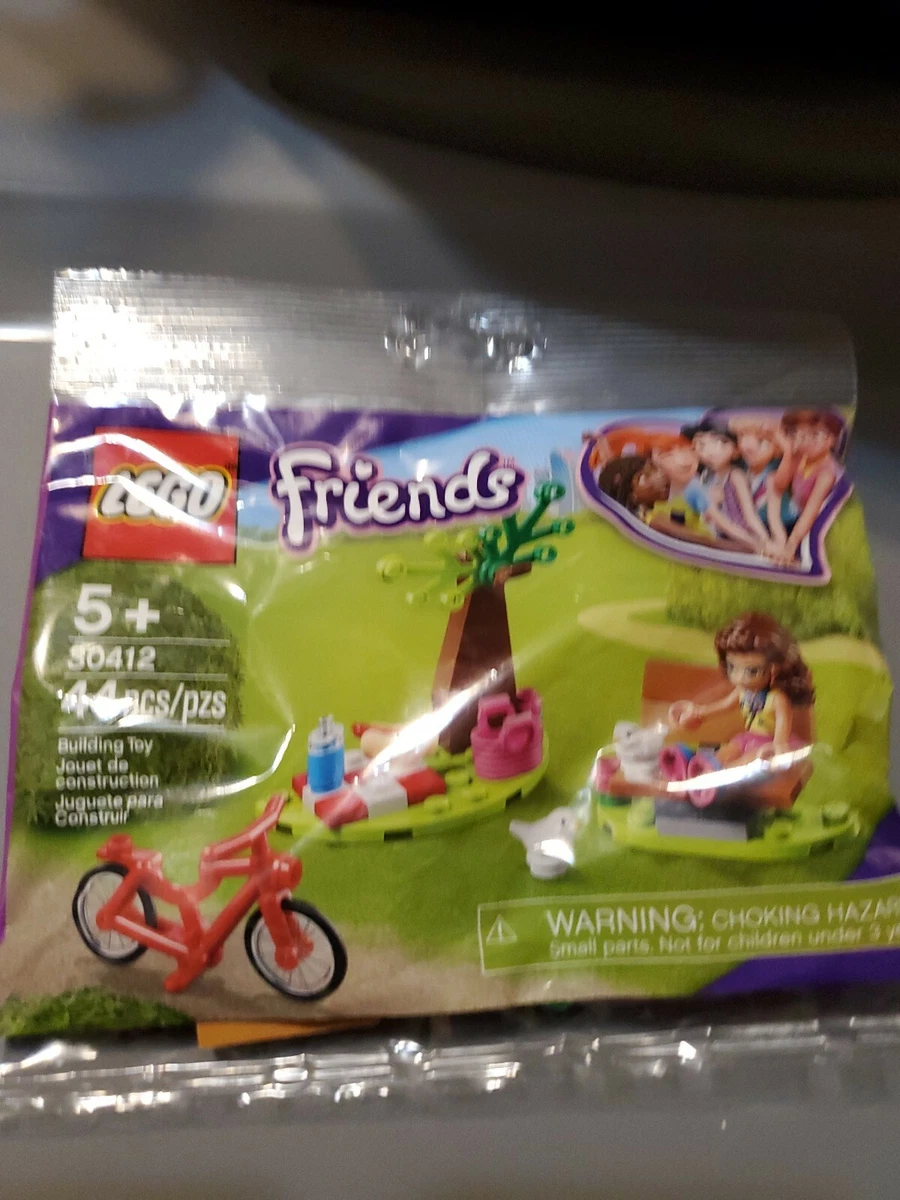 LEGO
Friends
5+
30412
44 pcs/pzs
Building Toy
Jouet de
construction
Juguete para
Construir
WARNING: CHOKING HAZAR
Small parts. Not for children under 3 ye